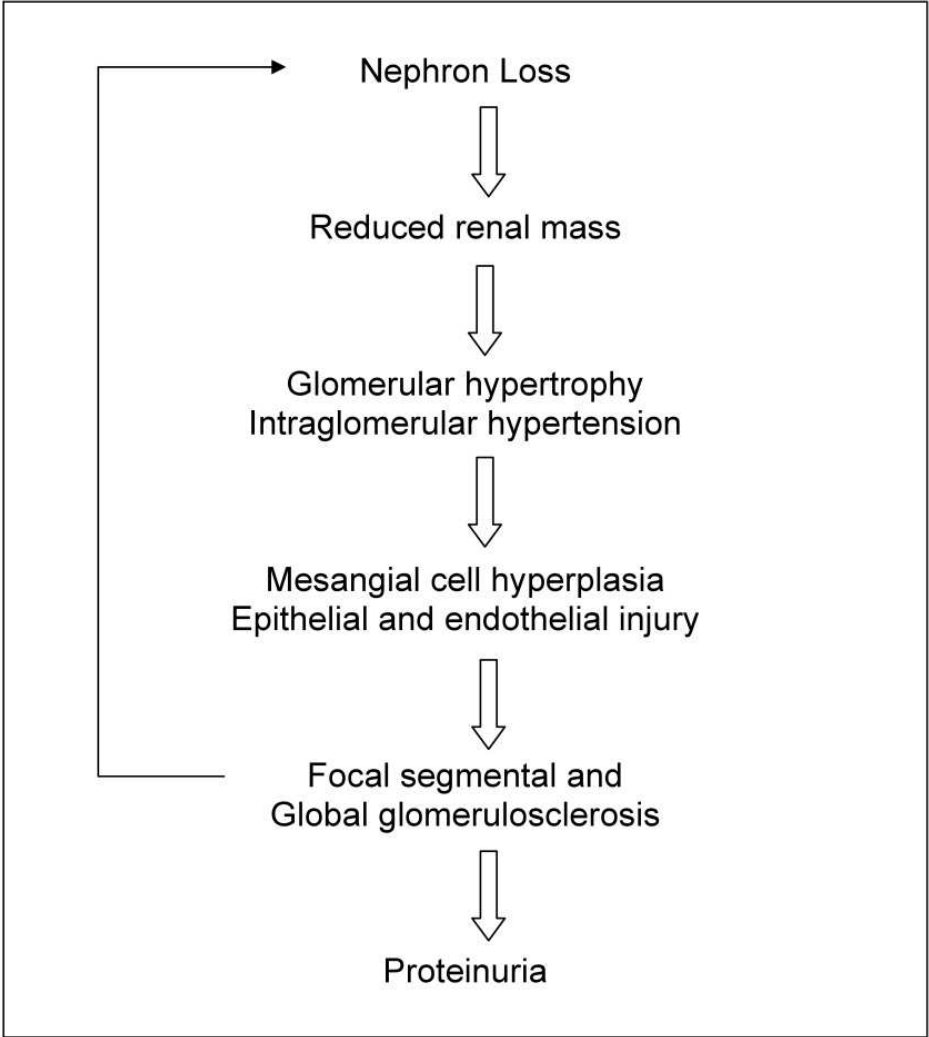 Nephron Loss
Reduced renal mass
Glomerular hypertrophy
Intraglomerular hypertension
Mesangial cell hyperplasia
Epithelial and endothelial injury
Focal segmental and
Global glomerulosclerosis
Proteinuria